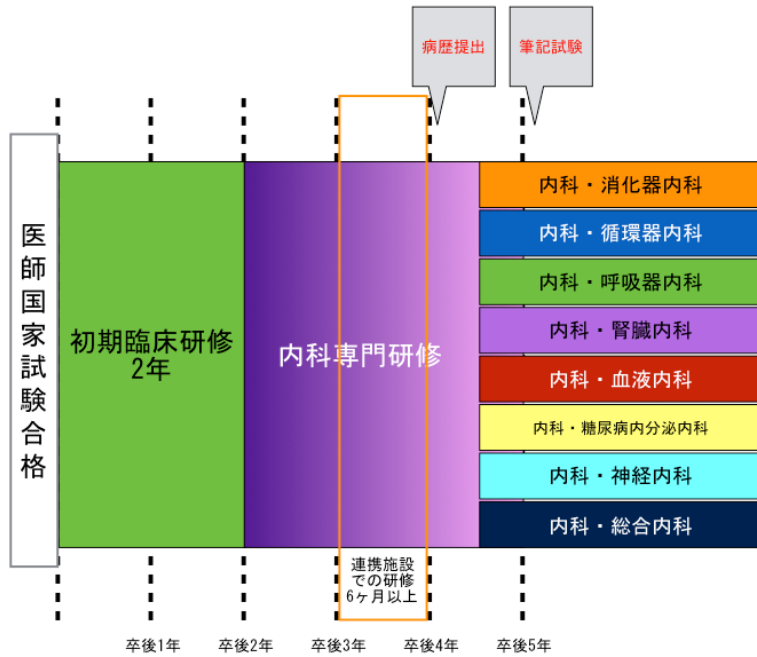 病歴提出
筆記試験
医師国家試験合格
初期臨床研修
2年
内科専門研修
内科・消化器内科
内科・循環器内科
内科・呼吸器内科
内科・腎臓内科
内科・血液内科
内科・糖尿病内分泌内科
内科・神経内科
内科・総合内科
連携施設
での研修
6ヶ月以上
卒後1年
卒後2年
卒後3年
卒後4年
卒後5年